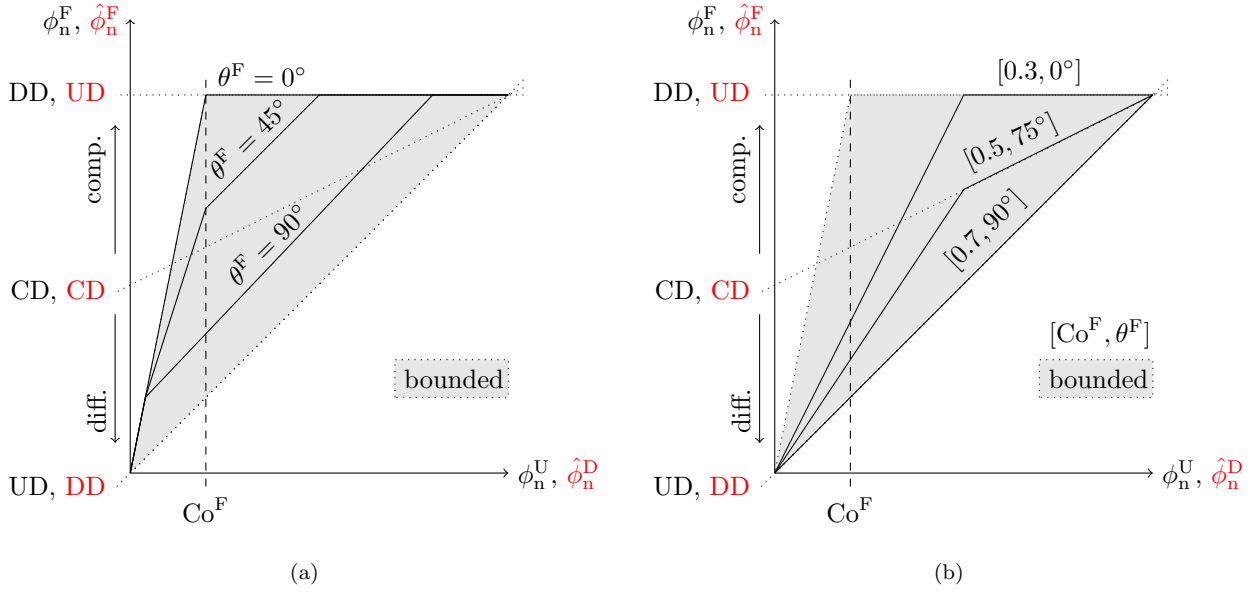 ϕ_n^F, ϕ̂_n^F
DD, UD
comp.
CD, CD
diff.
UD, DD
θ^F = 0°
θ^F = 45°
θ^F = 90°
bounded
ϕ_n^U, ϕ̂_n^D
Co^F
(a)
ϕ_n^F, ϕ̂_n^F
DD, UD
comp.
CD, CD
diff.
UD, DD
[0.3, 0°]
[0.5, 75°]
[0.7, 90°]
[Co^F, θ^F]
bounded
ϕ_n^U, ϕ̂_n^D
Co^F
(b)